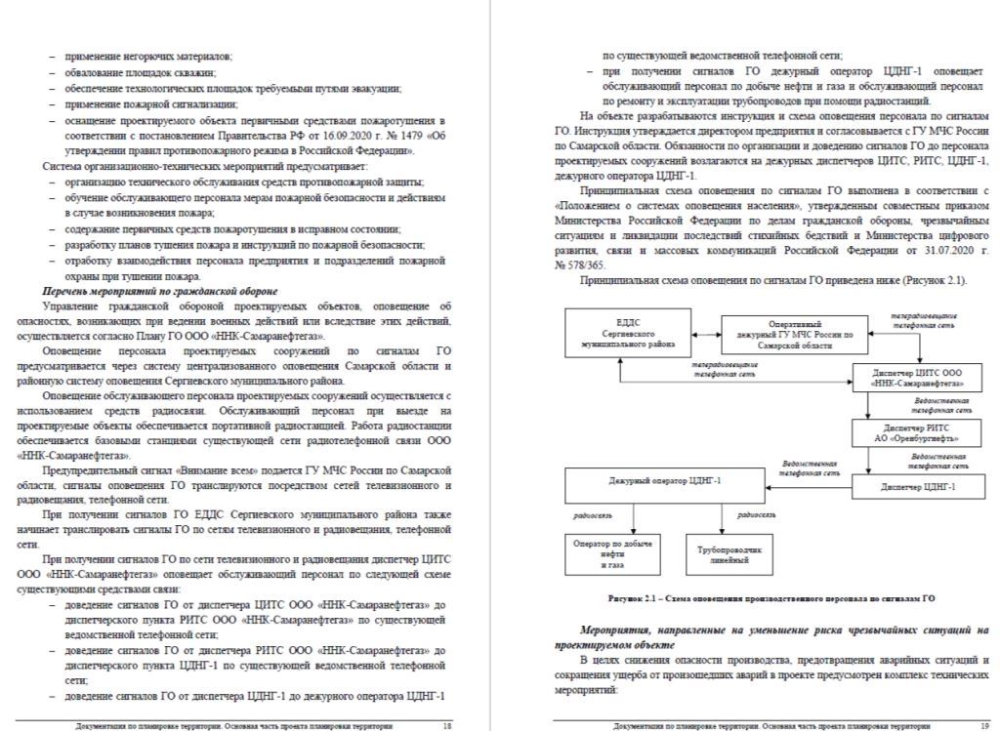 – применение негорючих материалов;
– обвалование площадок скважин;
– обеспечение технологических площадок требуемыми путями эвакуации;
– применение пожарной сигнализации;
– оснащение проектируемого объекта первичными средствами пожаротушения в
соответствии с постановлением Правительства РФ от 16.09.2020 г. № 1479 «Об
утверждении правил противопожарного режима в Российской Федерации».
Система организационно-технических мероприятий предусматривает:
– организацию технического обслуживания средств противопожарной защиты;
– обучение обслуживающего персонала мерам пожарной безопасности и действиям
в случае возникновения пожара;
– содержание первичных средств пожаротушения в исправном состоянии;
– разработку планов тушения пожара и инструкций по пожарной безопасности;
– отработку взаимодействия персонала предприятия и подразделений пожарной
охраны при тушении пожара.
Перечень мероприятий по гражданской обороне
Управление гражданской обороной проектируемых объектов, оповещение об
опасностях, возникающих при ведении военных действий или вследствие этих действий,
осуществляется согласно Плану ГО ООО «ННК-Самаранефтегаз».
Оповещение персонала проектируемых сооружений по сигналам ГО
предусматривается через систему централизованного оповещения Самарской области и
районную систему оповещения Сергиевского муниципального района.
Оповещение обслуживающего персонала проектируемых сооружений осуществляется с
использованием средств радиосвязи. Обслуживающий персонал при выезде на
проектируемые объекты обеспечивается портативной радиостанцией. Работа радиостанции
обеспечивается базовыми станциями существующей сети радиотелефонной связи ООО
«ННК-Самаранефтегаз».
Предупредительный сигнал «Внимание всем» подается ГУ МЧС России по Самарской
области, сигналы оповещения ГО транслируются посредством сетей телевизионного и
радиовещания, телефонной сети.
При получении сигналов ГО ЕДДС Сергиевского муниципального района также
начинает транслировать сигналы ГО по сетям телевизионного и радиовещания, телефонной
сети.
При получении сигналов ГО по сети телевизионного и радиовещания диспетчер ЦИТС
ООО «ННК-Самаранефтегаз» оповещает обслуживающий персонал по следующей схеме
существующими средствами связи:
– доведение сигналов ГО от диспетчера ЦИТС ООО «ННК-Самаранефтегаз» до
диспетчерского пункта РИТС ООО «ННК-Самаранефтегаз» по существующей
ведомственной телефонной сети;
– доведение сигналов ГО от диспетчера РИТС ООО «ННК-Самаранефтегаз» до
диспетчерского пункта ЦДНГ-1 по существующей ведомственной телефонной
сети;
– доведение сигналов ГО от диспетчера ЦДНГ-1 до дежурного оператора ЦДНГ-1
Документация по планировке территории. Основная часть проекта планировки территории 18
по существующей ведомственной телефонной сети;
– при получении сигналов ГО дежурный оператор ЦДНГ-1 оповещает
обслуживающий персонал по добыче нефти и газа и обслуживающий персонал
по ремонту и эксплуатации трубопроводов при помощи радиостанций.
На объекте разрабатываются инструкция и схема оповещения персонала по сигналам
ГО. Инструкция утверждается директором предприятия и согласовывается с ГУ МЧС России
по Самарской области. Обязанности по организации и доведению сигналов ГО до персонала
проектируемых сооружений возлагаются на дежурных диспетчеров ЦИТС, РИТС, ЦДНГ-1,
дежурного оператора ЦДНГ-1.
Принципиальная схема оповещения по сигналам ГО выполнена в соответствии с
«Положением о системах оповещения населения», утвержденным совместным приказом
Министерства Российской Федерации по делам гражданской обороны, чрезвычайным
ситуациям и ликвидации последствий стихийных бедствий и Министерства цифрового
развития, связи и массовых коммуникаций Российской Федерации от 31.07.2020 г.
№ 578/365.
Принципиальная схема оповещения по сигналам ГО приведена ниже (Рисунок 2.1).
ЕДДС
Сергиевского
муниципального района
Оперативный
дежурный ГУ МЧС России по
Самарской области
телерадиовещание
телефонная сеть
телерадиовещание
телефонная сеть
Диспетчер ЦИТС ООО
«ННК-Самаранефтегаз»
Ведомственная
телефонная сеть
Диспетчер РИТС
АО «Оренбургнефть»
Ведомственная
телефонная сеть
Ведомственная
телефонная сеть
Дежурный оператор ЦДНГ-1
Диспетчер ЦДНГ-1
радиосвязь
радиосвязь
Оператор по добыче
нефти
и газа
Трубопроводчик
линейный
Рисунок 2.1 – Схема оповещения производственного персонала по сигналам ГО
Мероприятия, направленные на уменьшение риска чрезвычайных ситуаций на
проектируемом объекте
В целях снижения опасности производства, предотвращения аварийных ситуаций и
сокращения ущерба от произошедших аварий в проекте предусмотрен комплекс технических
мероприятий:
Документация по планировке территории. Основная часть проекта планировки территории 19